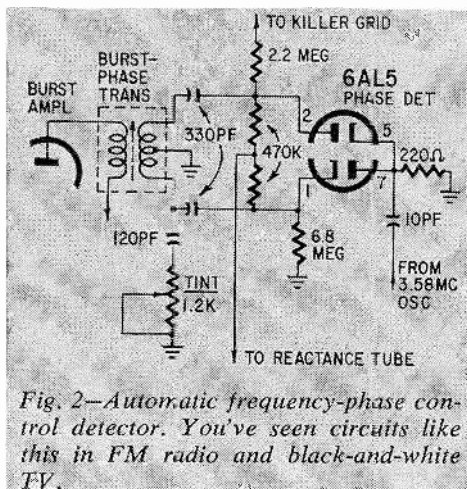 TO KILLER GRID
2.2 MEG
BURST-
PHASE
TRANS
BURST
AMPL
6AL5
PHASE DET
2
5
330PF
470K
220Ω
1
7
120PF
10PF
6.8
MEG
TINT
1.2K
FROM
3.58MC
OSC
TO REACTANCE TUBE
Fig. 2—Automatic frequency-phase con-
trol detector. You've seen circuits like
this in FM radio and black-and-white
TV.